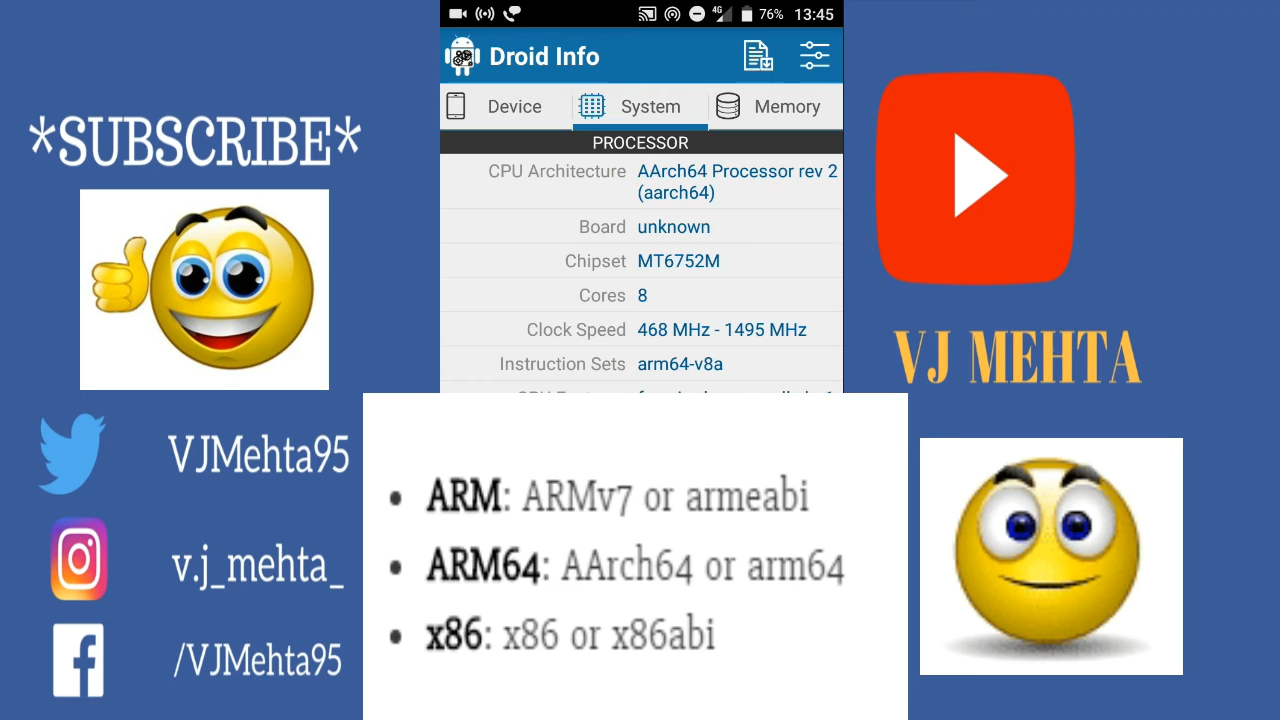 *SUBSCRIBE*
VJMehta95
v.j_mehta_
/VJMehta95
4G 76% 13:45
Droid Info
Device System Memory
PROCESSOR
CPU Architecture AArch64 Processor rev 2
(aarch64)
Board unknown
Chipset MT6752M
Cores 8
Clock Speed 468 MHz - 1495 MHz
Instruction Sets arm64-v8a
• ARM: ARMv7 or armeabi
• ARM64: AArch64 or arm64
• x86: x86 or x86abi
VJ MEHTA